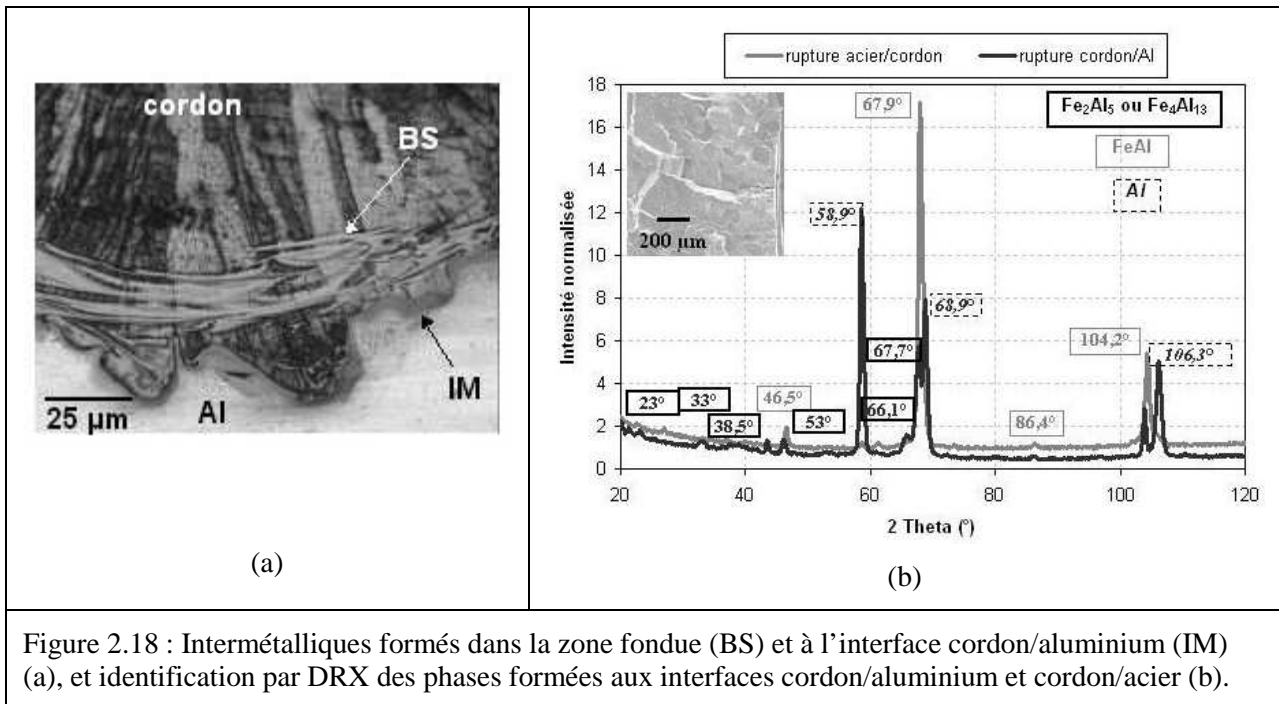 cordon
BS
IM
Al
25 µm
(a)
rupture acier/cordon rupture cordon/Al
Intensité normalisée
18
16
14
12
10
8
6
4
2
0
200 µm
67,9°
Fe₂Al₅ ou Fe₄Al₁₃
FeAl
Al
58,9°
68,9°
67,7°
104,2°
106,3°
23°
33°
38,5°
46,5°
53°
66,1°
86,4°
20 40 60 80 100 120
2 Theta (°)
(b)
Figure 2.18 : Intermétalliques formés dans la zone fondue (BS) et à l’interface cordon/aluminium (IM)
(a), et identification par DRX des phases formées aux interfaces cordon/aluminium et cordon/acier (b).